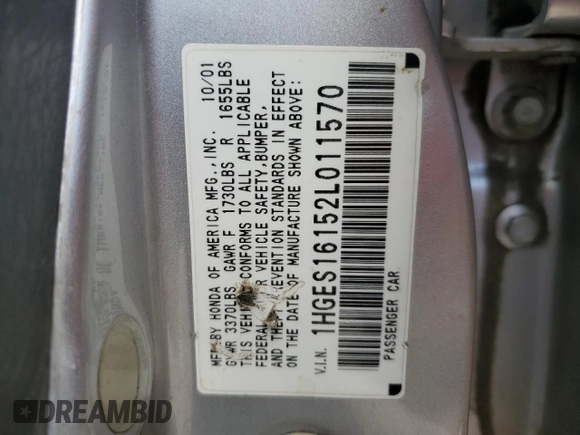 MFD.BY HONDA OF AMERICA MFG.,INC. 10/01
GVWR 3370LBS GAWR F 1730LBS R 1655LBS
THIS VEHICLE CONFORMS TO ALL APPLICABLE
FEDERAL VEHICLE SAFETY,BUMPER,
AND THEFT PREVENTION STANDARDS IN EFFECT
ON THE DATE OF MANUFACTURE SHOWN ABOVE:
V.I.N. 1HGES16152L011570
PASSENGER CAR.
DREAMBID